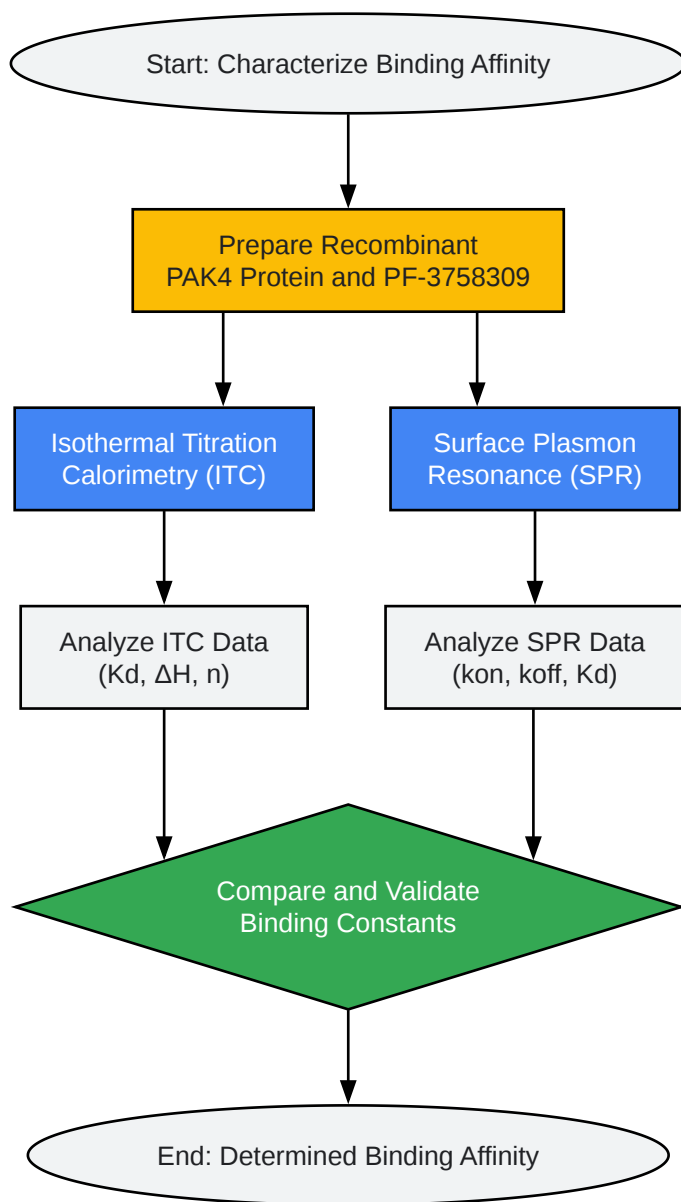 Start: Characterize Binding Affinity
Prepare Recombinant
PAK4 Protein and PF-3758309
Isothermal Titration
Calorimetry (ITC)
Surface Plasmon
Resonance (SPR)
Analyze ITC Data
(Kd, ΔH, n)
Analyze SPR Data
(kon, koff, Kd)
Compare and Validate
Binding Constants
End: Determined Binding Affinity